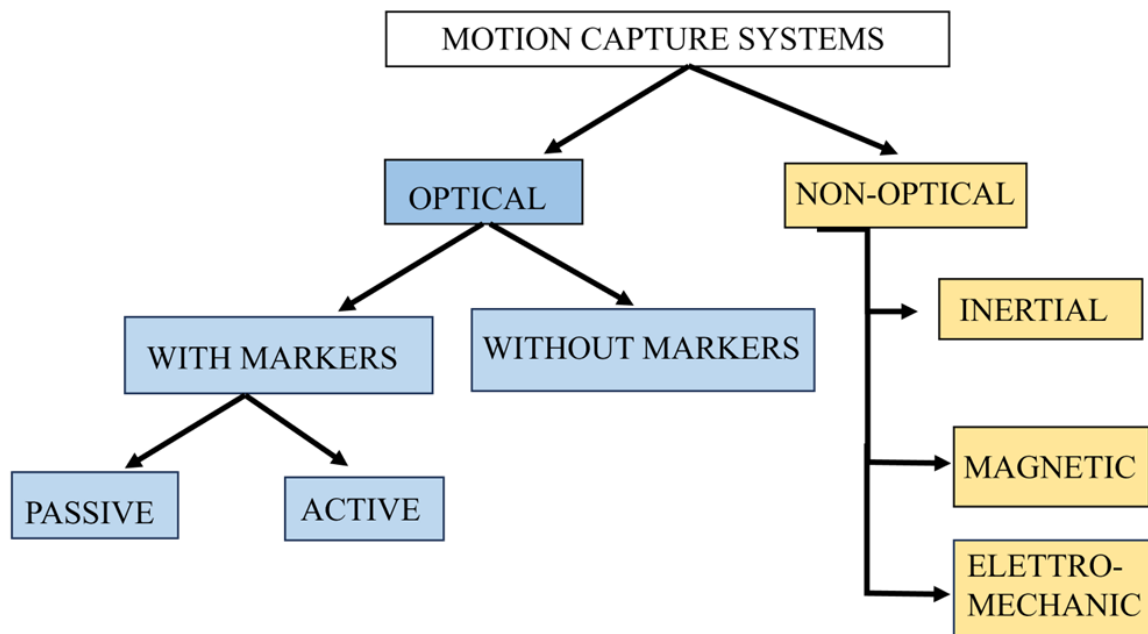 MOTION CAPTURE SYSTEMS
OPTICAL
NON-OPTICAL
INERTIAL
WITH MARKERS
WITHOUT MARKERS
MAGNETIC
PASSIVE
ACTIVE
ELETTRO-
MECHANIC